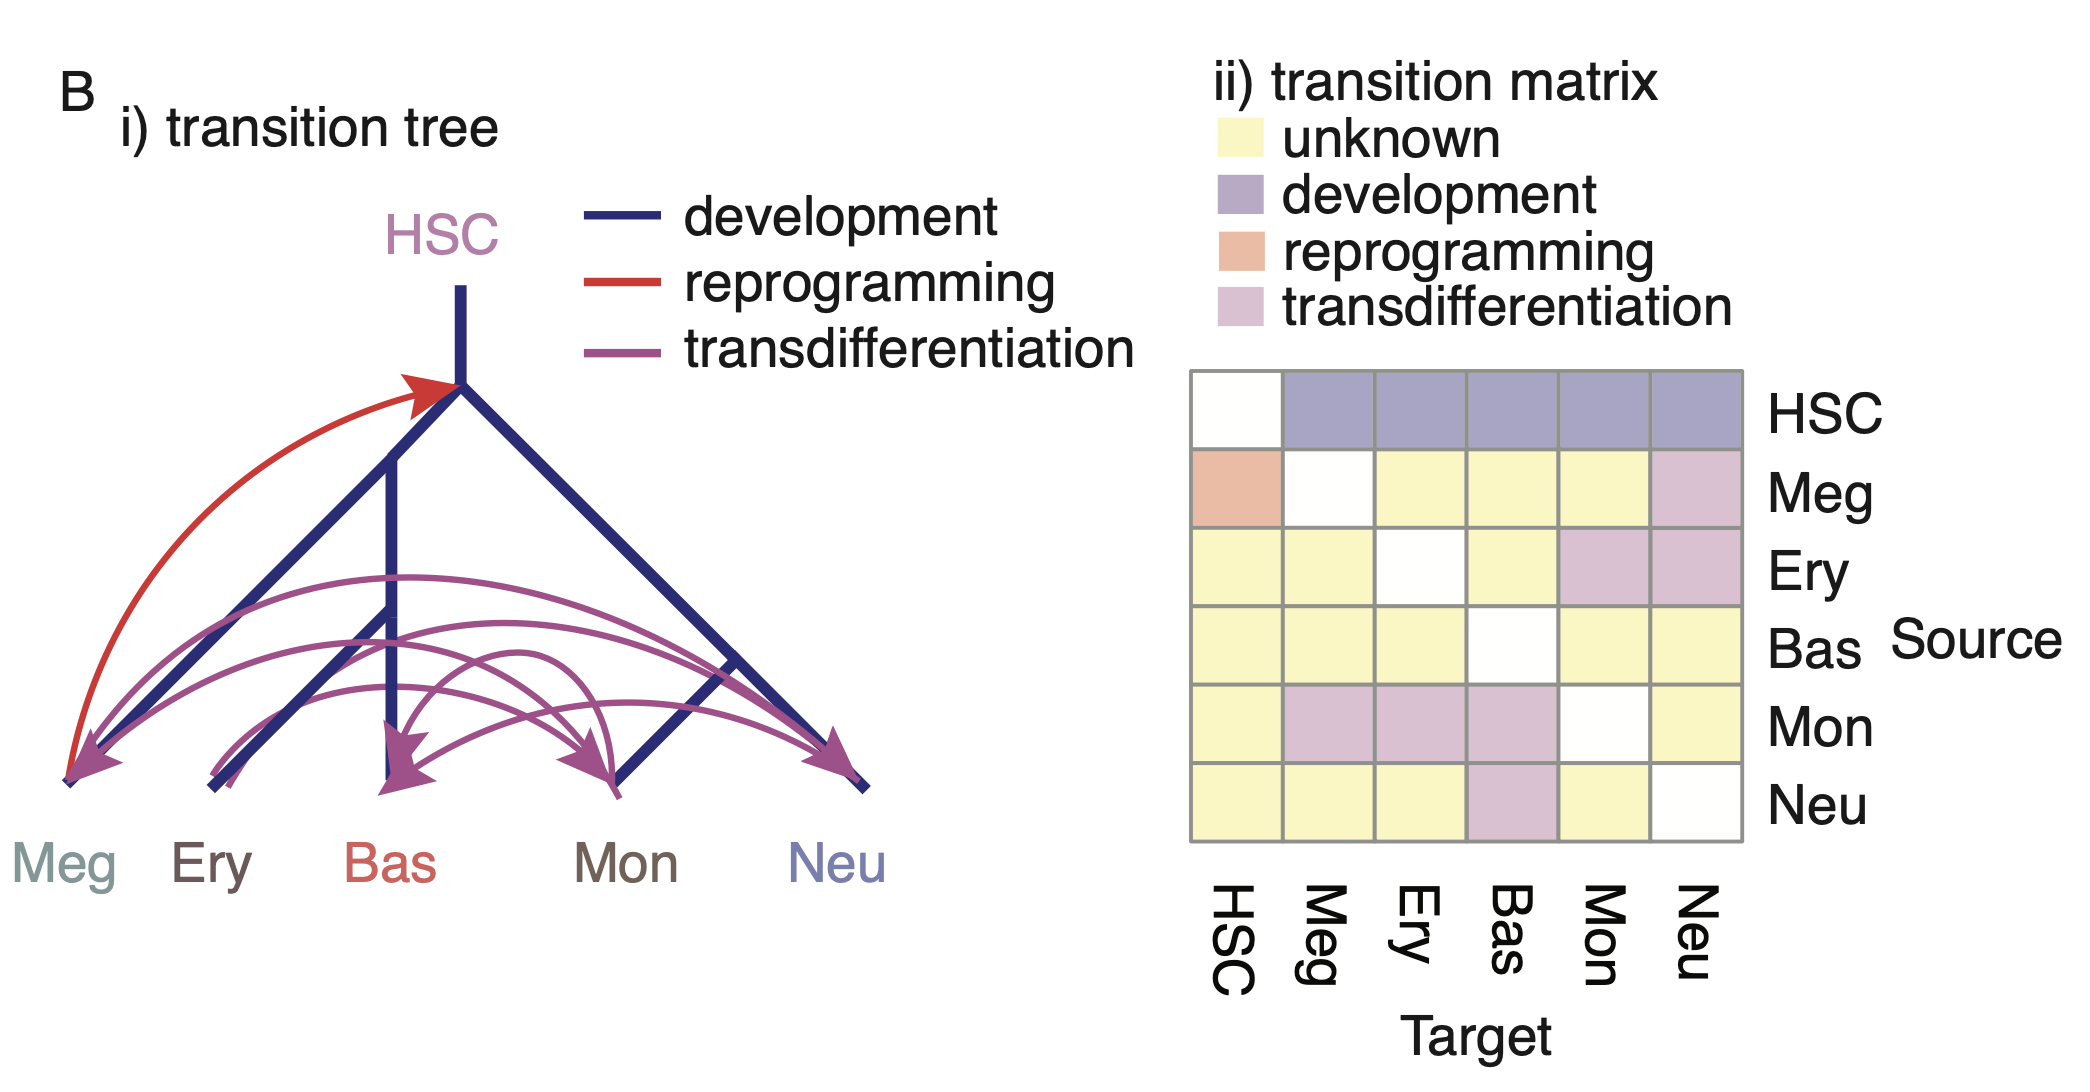 B
i) transition tree
HSC
development
reprogramming
transdifferentiation
Meg
Ery
Bas
Mon
Neu
ii) transition matrix
unknown
development
reprogramming
transdifferentiation
HSC
Meg
Ery
Bas
Mon
Neu
Source
HSC
Meg
Ery
Bas
Mon
Neu
Target